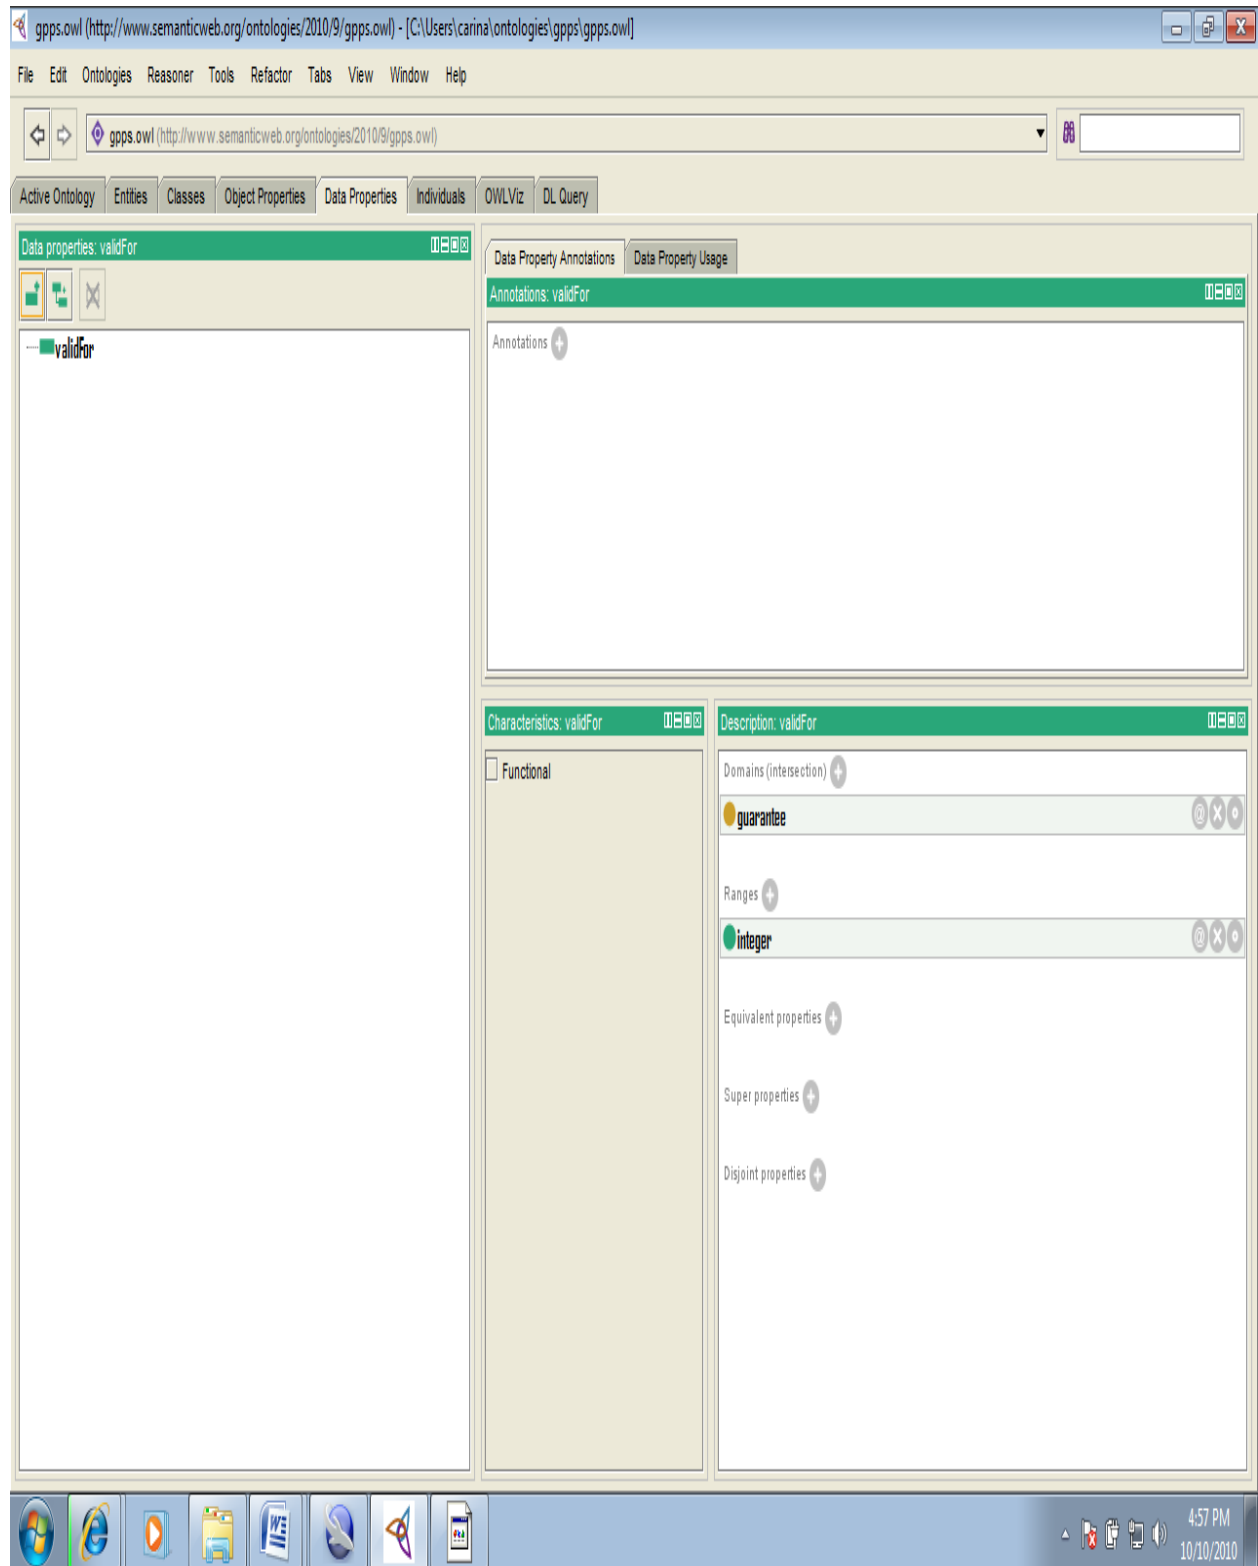 gpps.owl (http://www.semanticweb.org/ontologies/2010/9/gpps.owl) - [C:\Users\carina\ontologies\gpps\gpps.owl]
File Edit Ontologies Reasoner Tools Refactor Tabs View Window Help
gpps.owl (http://www.semanticweb.org/ontologies/2010/9/gpps.owl)
Active Ontology Entities Classes Object Properties Data Properties Individuals OWLViz DL Query
Data properties: validFor
validFor
Data Property Annotations Data Property Usage
Annotations: validFor
Annotations
Characteristics: validFor
Functional
Description: validFor
Domains (intersection)
guarantee
Ranges
integer
Equivalent properties
Super properties
Disjoint properties
4:57 PM
10/10/2010